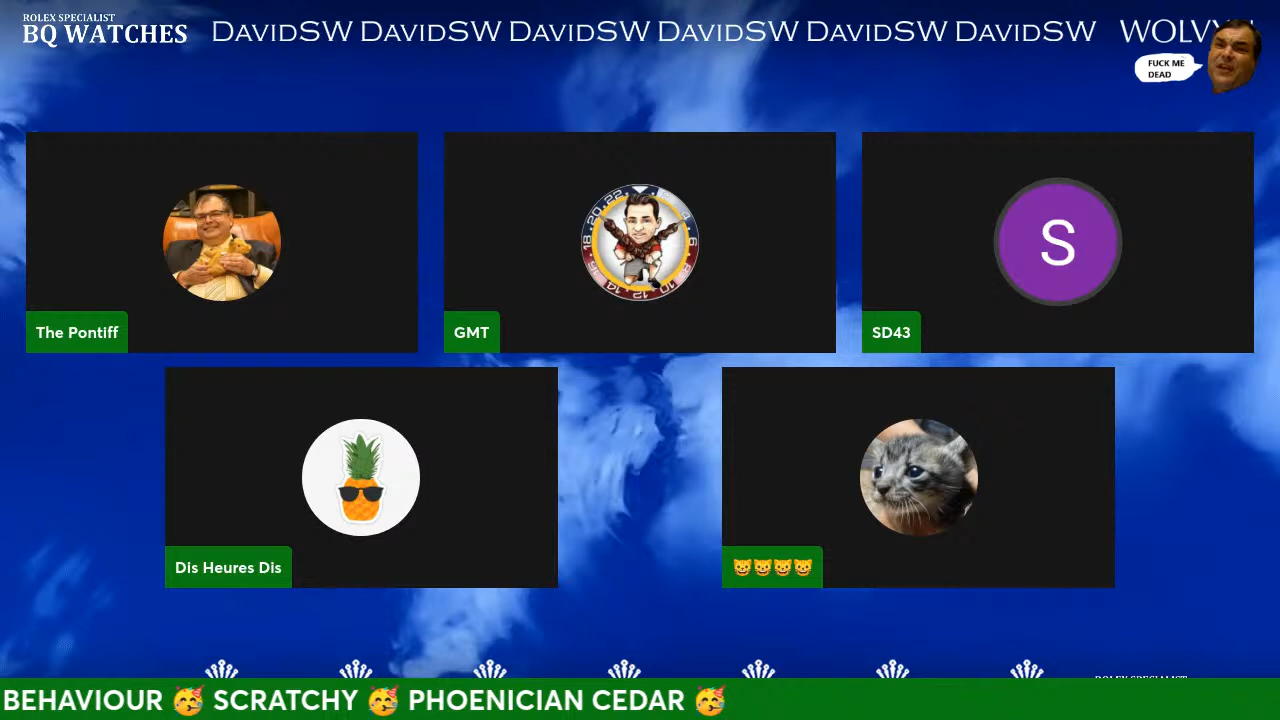 ROLEX SPECIALIST
BQ WATCHES
DAVIDSW DAVIDSW DAVIDSW DAVIDSW DAVIDSW DAVIDSW
FUCK ME
DEAD
The Pontiff
GMT
S
SD43
Dis Heures Dis
BEHAVIOUR 🥳 SCRATCHY 🥳 PHOENICIAN CEDAR 🥳